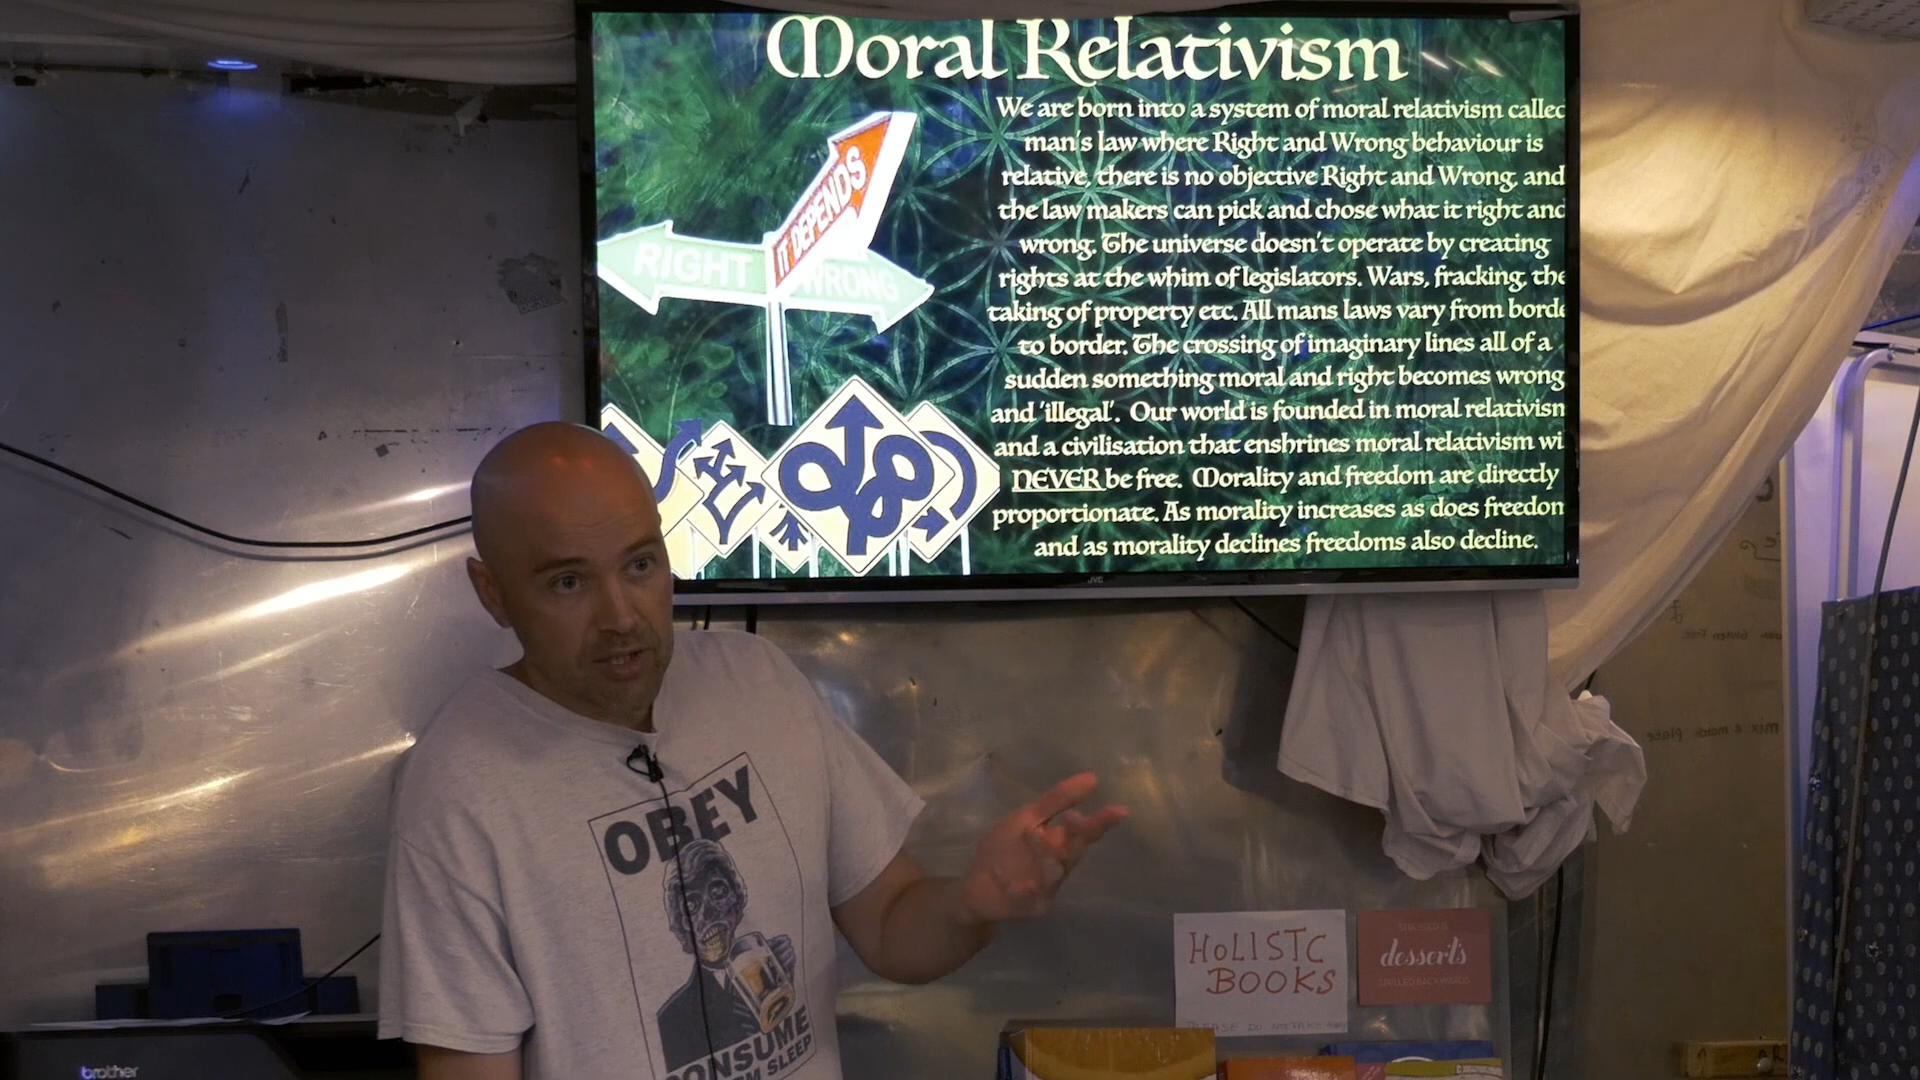 Moral Relativism
We are born into a system of moral relativism called
man's law where Right and Wrong behaviour is
relative, there is no objective Right and Wrong, and
the law makers can pick and chose what it right and
wrong. The universe doesn't operate by creating
rights at the whim of legislators. Wars, fracking, the
taking of property etc. All mans laws vary from borde
to border. The crossing of imaginary lines all of a
sudden something moral and right becomes wrong
and 'illegal'. Our world is founded in moral relativism
and a civilisation that enshrines moral relativism wi
NEVER be free. Morality and freedom are directly
proportionate. As morality increases as does freedom
and as morality declines freedoms also decline.
IT DEPENDS
RIGHT
WRONG
JVC
OBEY
CONSUME
SLEEP
HOLISTC
BOOKS
desserts
SPELLED BACKWARDS
brother